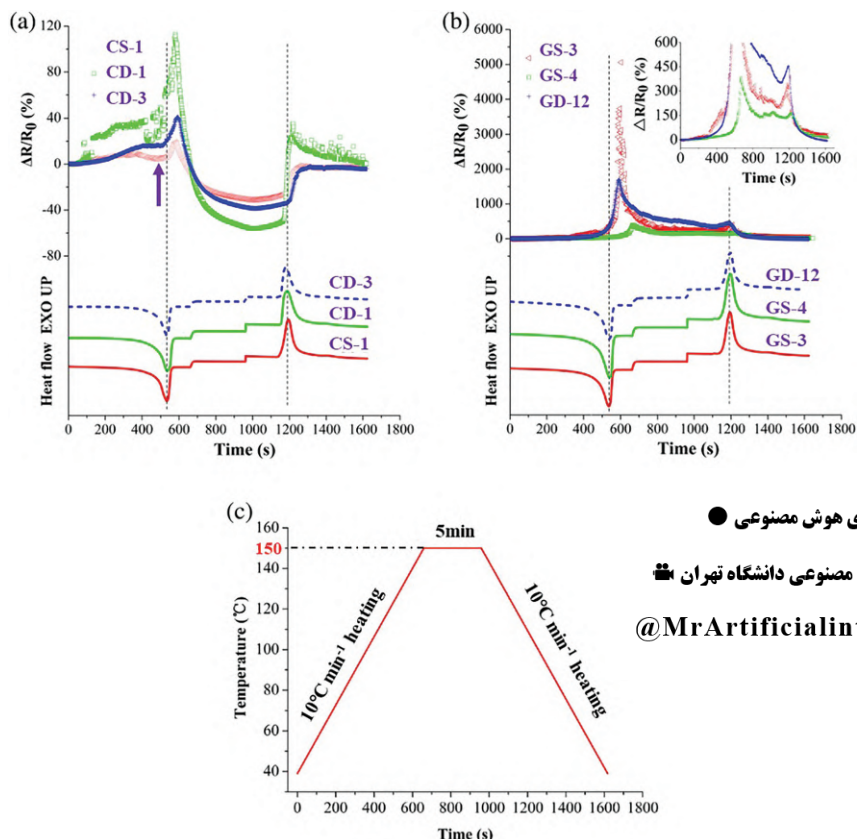 (a)
120
80
40
0
-40
-80
ΔR/R0 (%)
CS-1
CD-1
CD-3
CD-3
CD-1
CS-1
Heat flow EXO UP
0 200 400 600 800 1000 1200 1400 1600 1800
Time (s)
(b)
6000
5000
4000
3000
2000
1000
0
ΔR/R0 (%)
GS-3
GS-4
GD-12
600
450
300
150
0
△R/R0 (%)
0 400 800 1200 1600
Time (s)
GD-12
GS-4
GS-3
Heat flow EXO UP
0 200 400 600 800 1000 1200 1400 1600 1800
Time (s)
(c)
160
150
140
120
100
80
60
40
Temperature (℃)
5min
10°C min-1 heating
10°C min-1 heating
0 200 400 600 800 1000 1200 1400 1600 1800
Time (s)
ی هوش مصنوعی ●
مصنوعی دانشگاه تهران
@MrArtificialin